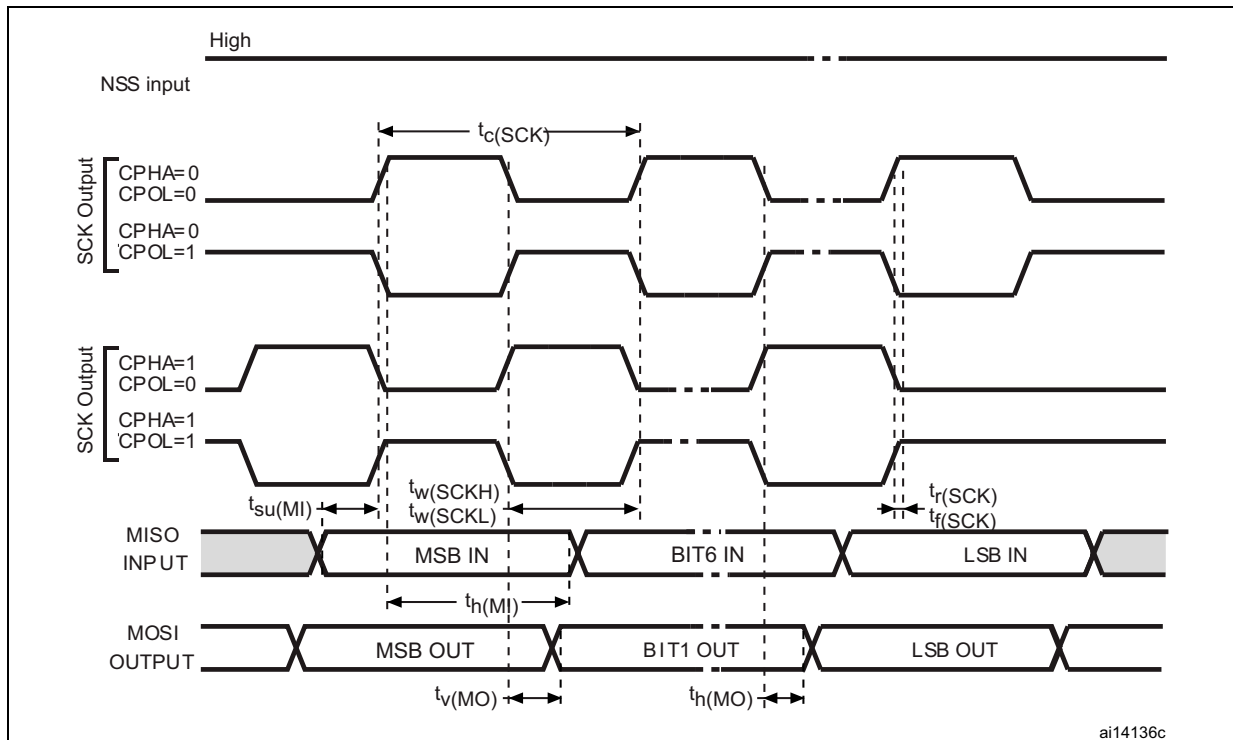 High
NSS input
tc(SCK)
SCK Output
CPHA=0
CPOL=0
CPHA=0
CPOL=1
SCK Output
CPHA=1
CPOL=0
CPHA=1
CPOL=1
tsu(MI)
tw(SCKH)
tw(SCKL)
tr(SCK)
tf(SCK)
MISO
INPUT
MSB IN
BIT6 IN
LSB IN
th(MI)
MOSI
OUTPUT
MSB OUT
BIT1 OUT
LSB OUT
tv(MO)
th(MO)
ai14136c